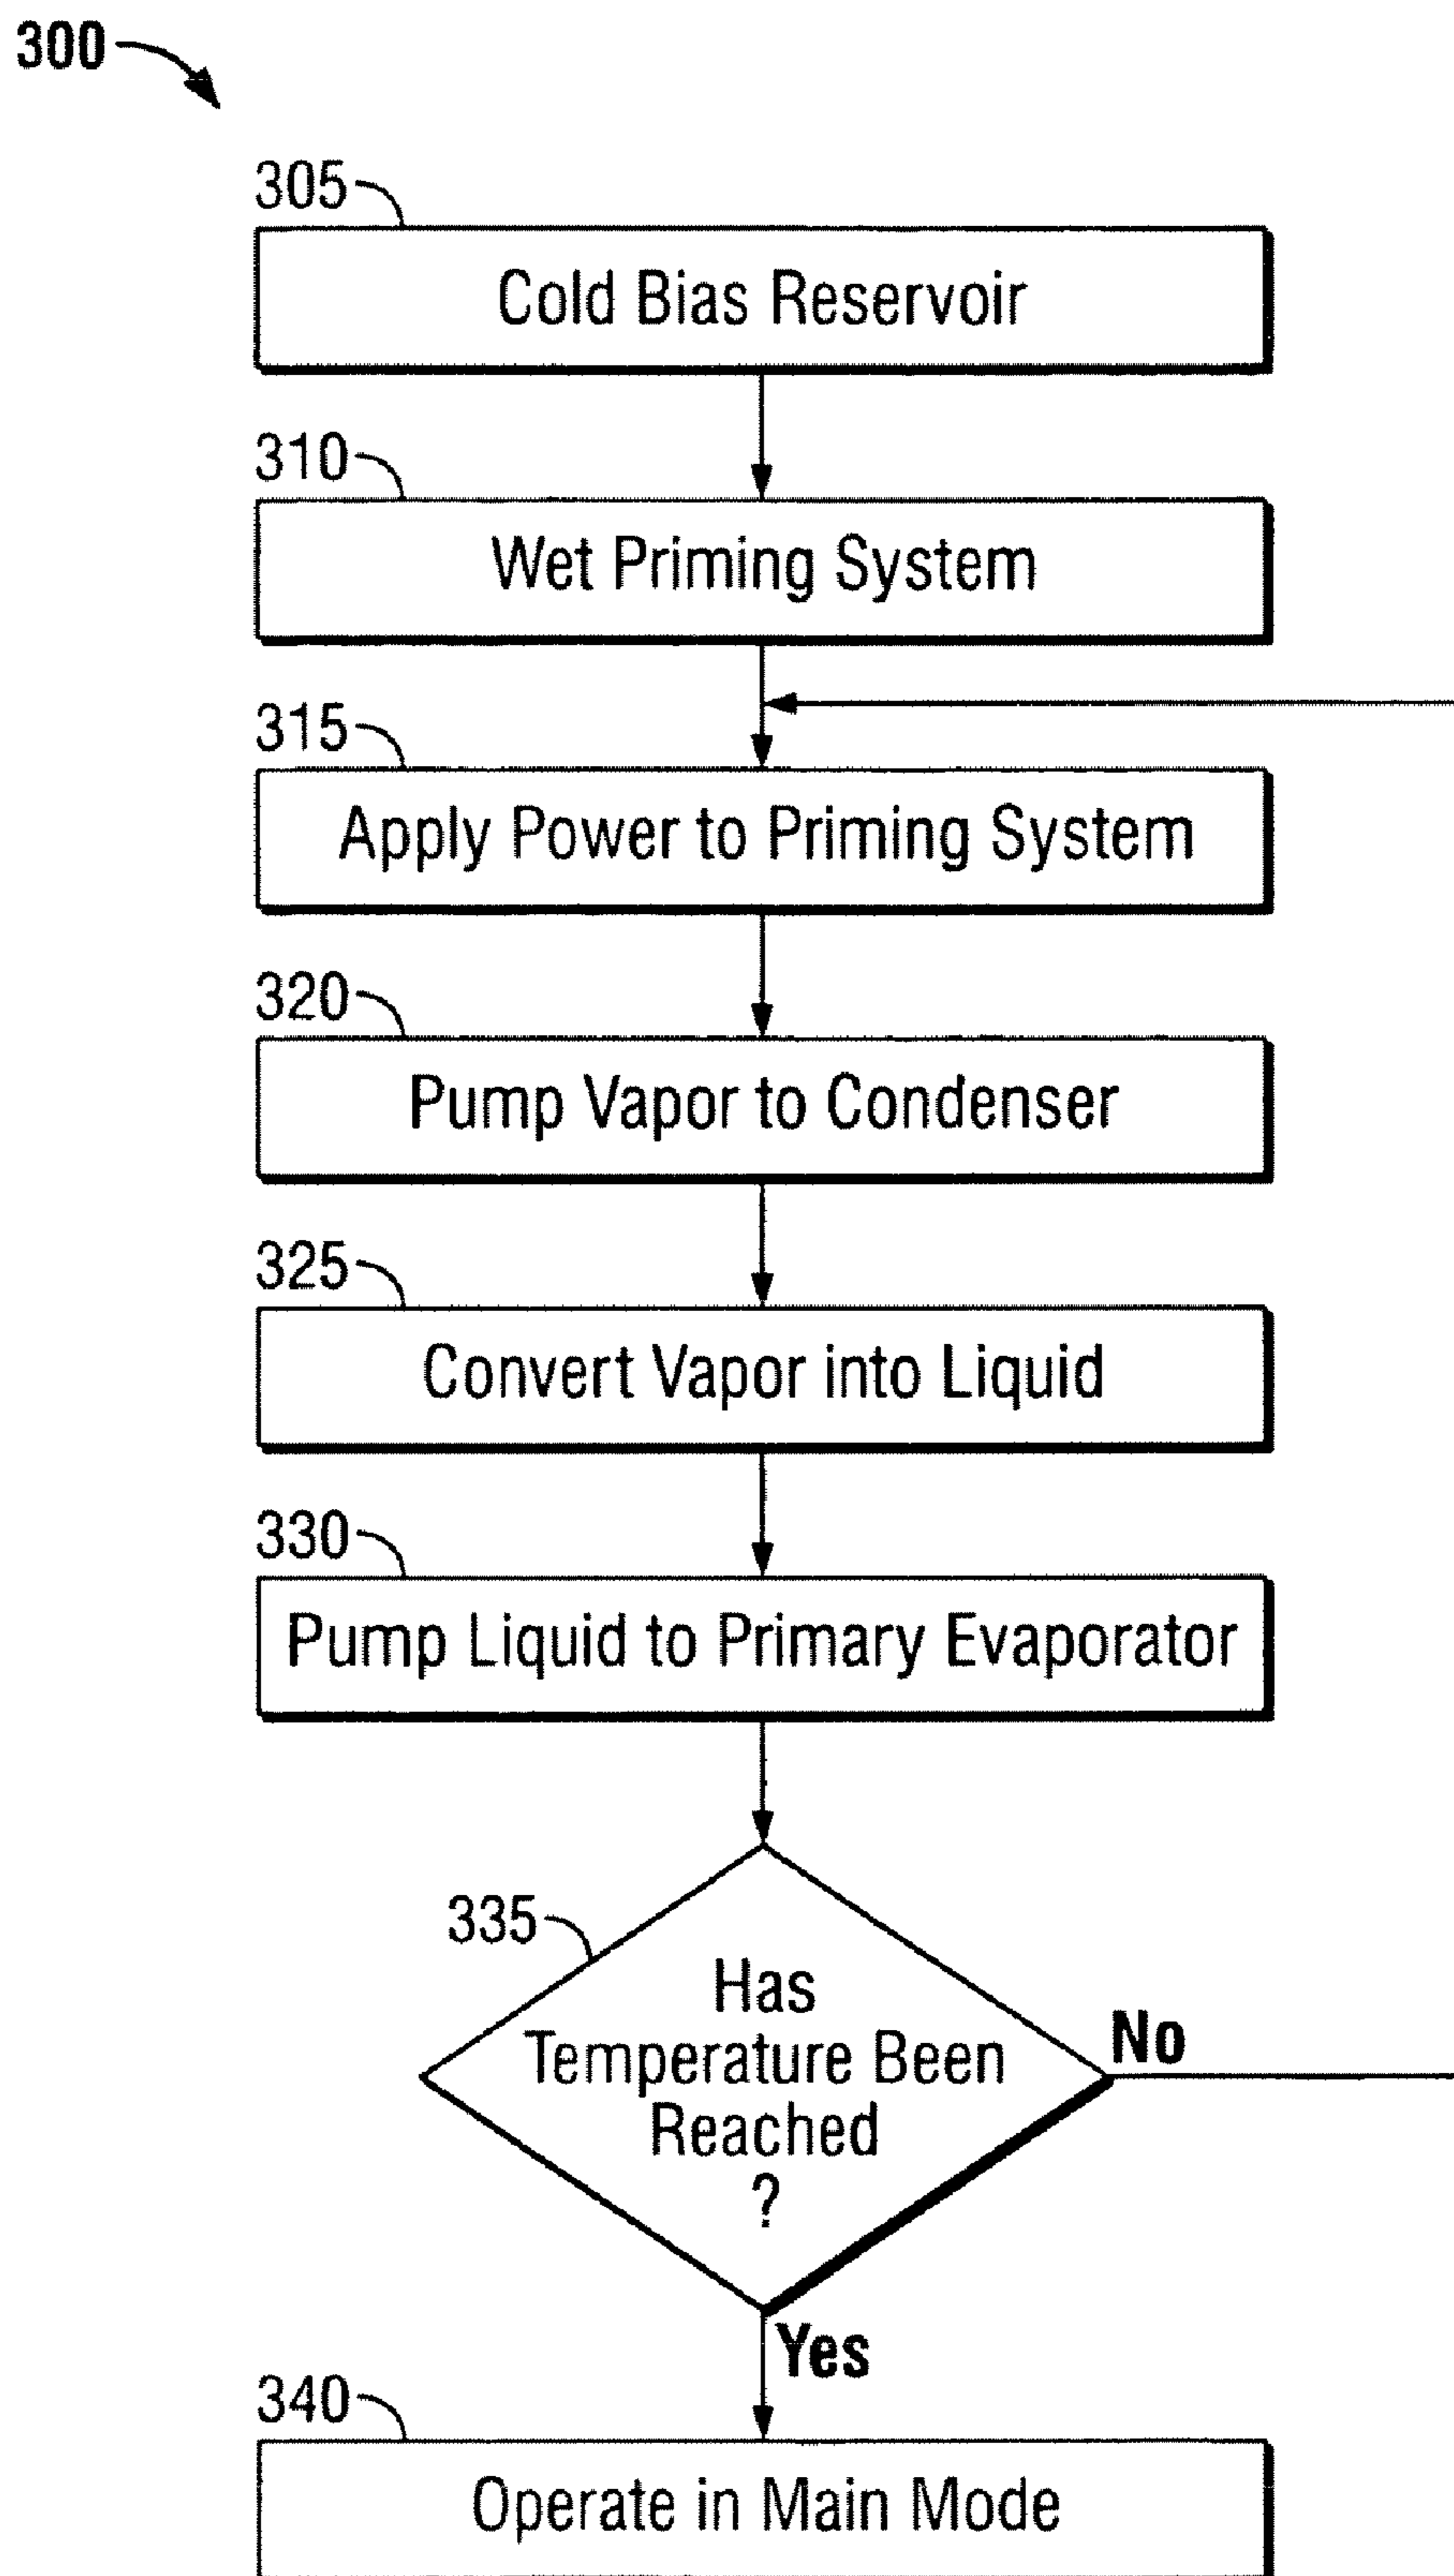 300
305
Cold Bias Reservoir
310
Wet Priming System
315
Apply Power to Priming System
320
Pump Vapor to Condenser
325
Convert Vapor into Liquid
330
Pump Liquid to Primary Evaporator
335
Has
Temperature Been
Reached
?
No
Yes
340
Operate in Main Mode